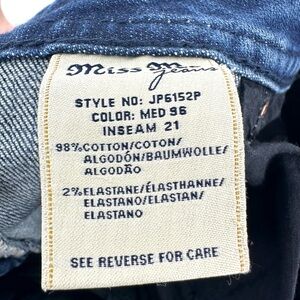 Miss Me
jeans
STYLE NO: JP6152P
COLOR: MED 96
INSEAM 21
98%COTTON/COTON/
ALGODÓN/BAUMWOLLE/
ALGODÃO
2%ELASTANE/ÉLASTHANNE/
ELASTANO/ELASTAN/
ELASTANO
SEE REVERSE FOR CARE